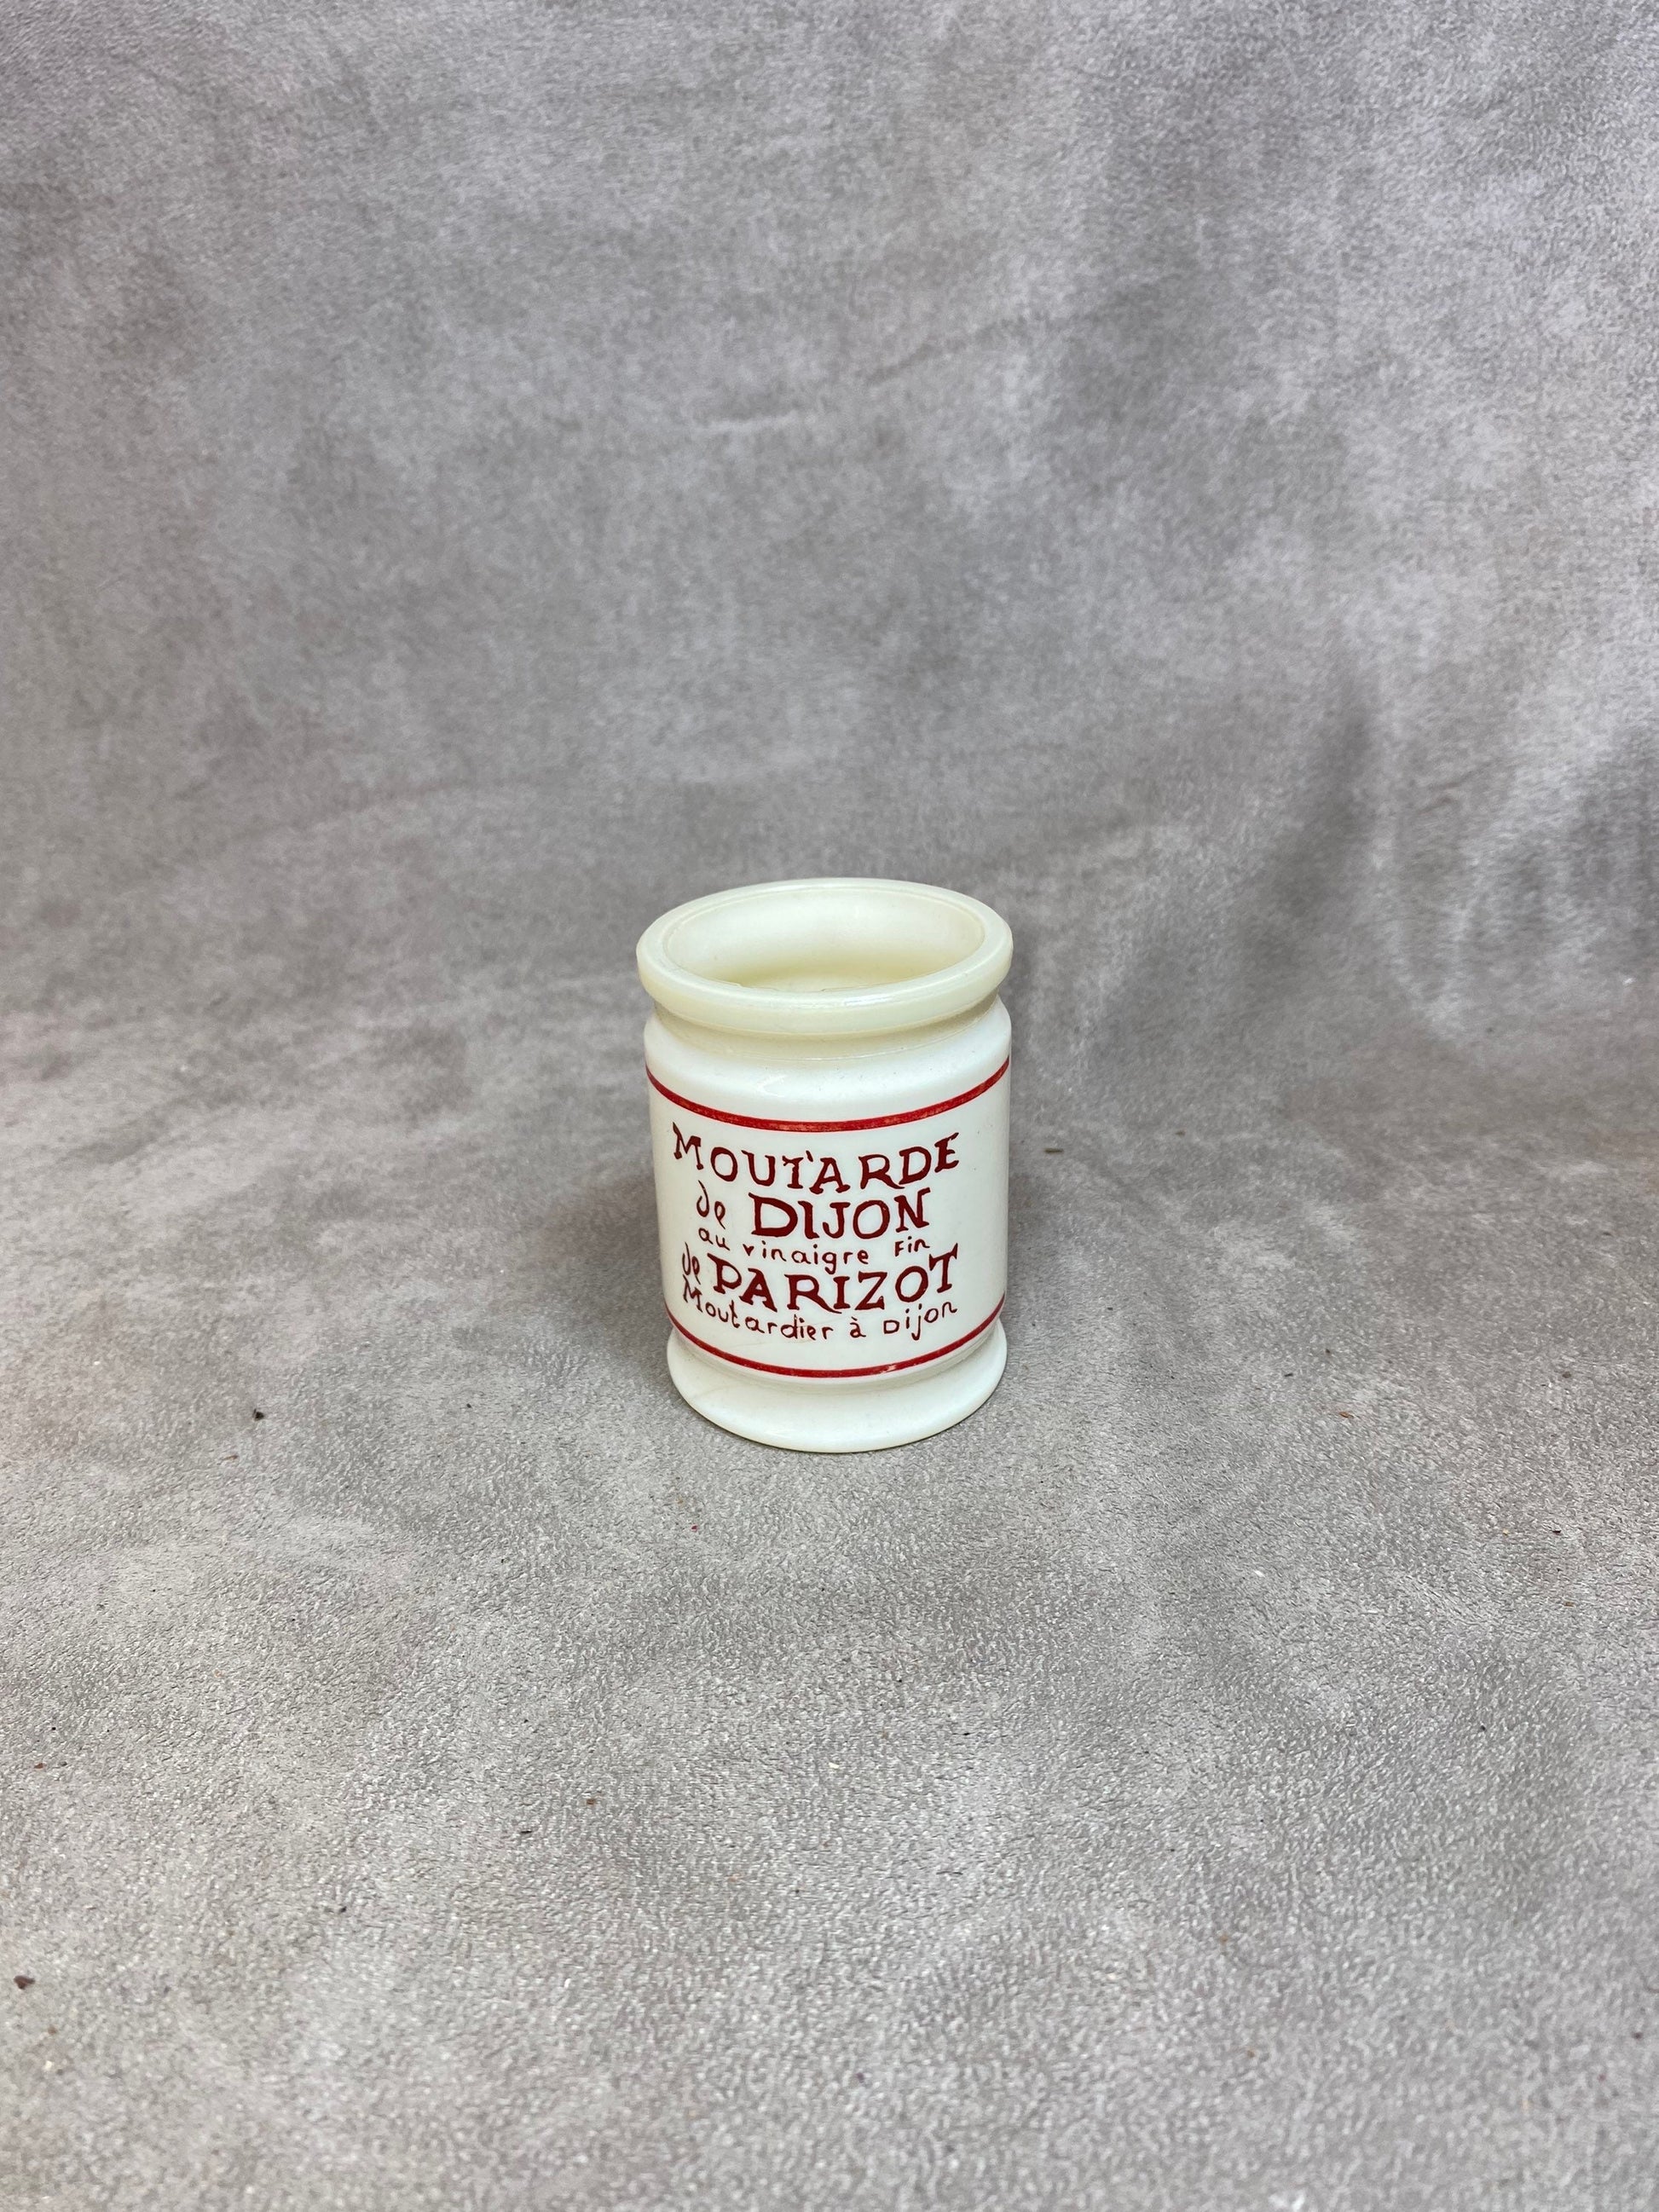 MOUTARDE
de DIJON
au vinaigre Fin
de PARIZOT
Moutardier à Dijon